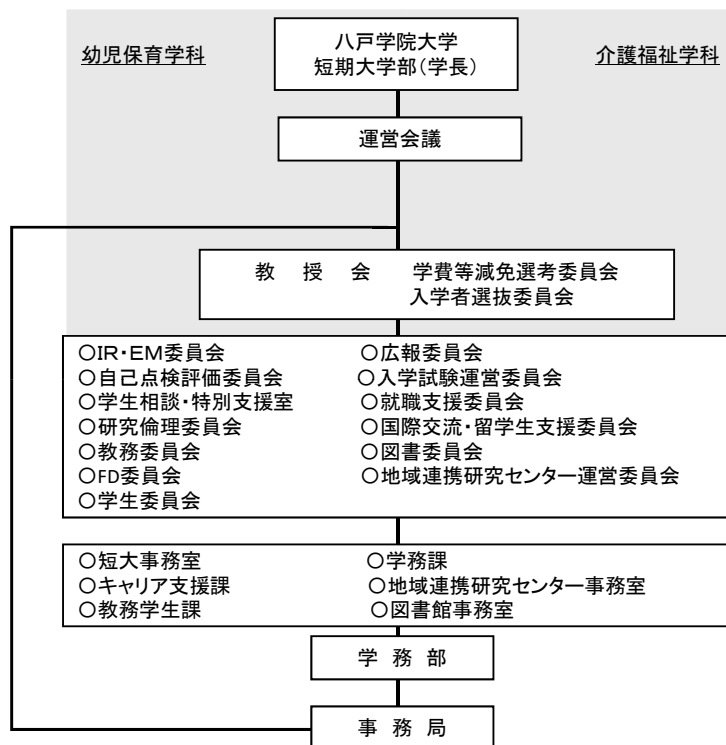 幼児保育学科
八戸学院大学
短期大学部(学長)
介護福祉学科
運営会議
教 授 会 学費等減免選考委員会
入学者選抜委員会
○IR・EM委員会 ○広報委員会
○自己点検評価委員会 ○入学試験運営委員会
○学生相談・特別支援室 ○就職支援委員会
○研究倫理委員会 ○国際交流・留学生支援委員会
○教務委員会 ○図書委員会
○FD委員会 ○地域連携研究センター運営委員会
○学生委員会
○短大事務室 ○学務課
○キャリア支援課 ○地域連携研究センター事務室
○教務学生課 ○図書館事務室
学 務 部
事 務 局